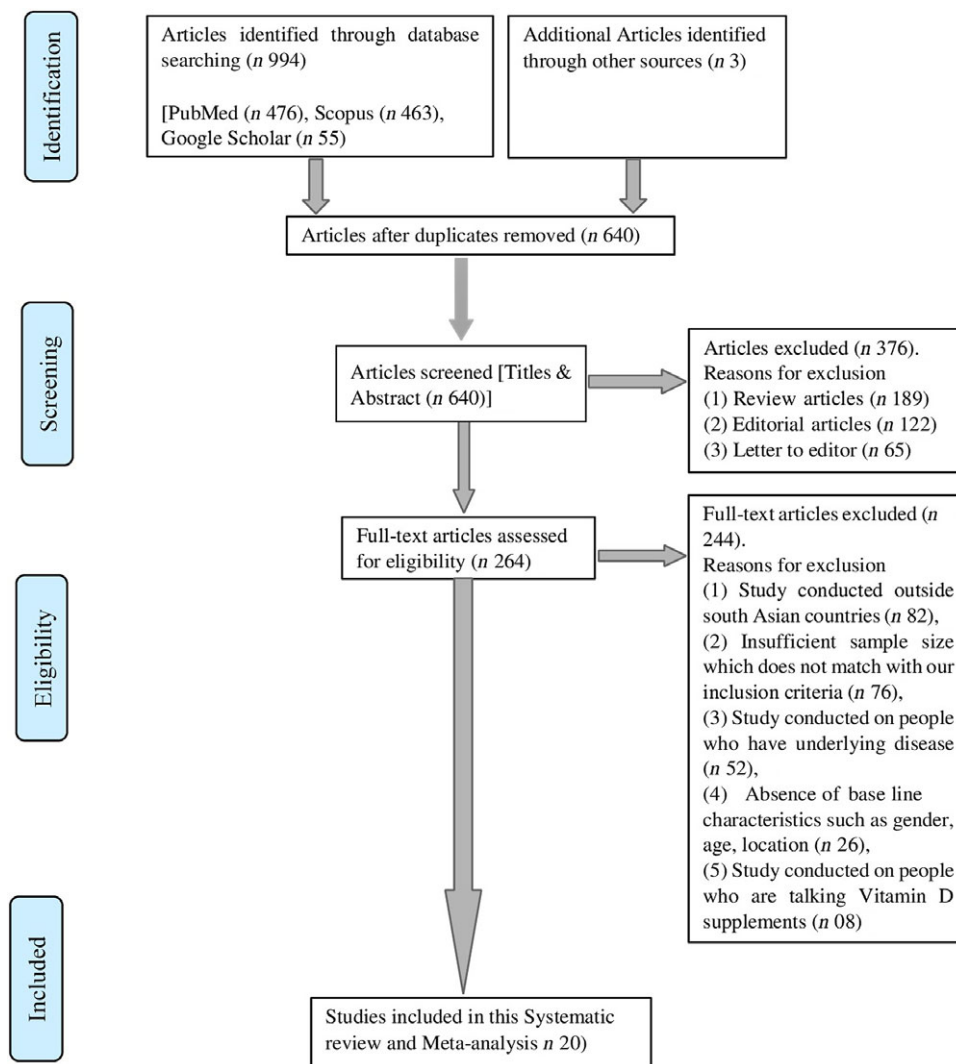 Identification
Articles identified through database
searching (n 994)
[PubMed (n 476), Scopus (n 463),
Google Scholar (n 55)
Additional Articles identified
through other sources (n 3)
Articles after duplicates removed (n 640)
Screening
Articles screened [Titles &
Abstract (n 640)]
Articles excluded (n 376).
Reasons for exclusion
(1) Review articles (n 189)
(2) Editorial articles (n 122)
(3) Letter to editor (n 65)
Eligibility
Full-text articles assessed
for eligibility (n 264)
Full-text articles excluded (n
244).
Reasons for exclusion
(1) Study conducted outside
south Asian countries (n 82),
(2) Insufficient sample size
which does not match with our
inclusion criteria (n 76),
(3) Study conducted on people
who have underlying disease
(n 52),
(4) Absence of base line
characteristics such as gender,
age, location (n 26),
(5) Study conducted on people
who are talking Vitamin D
supplements (n 08)
Included
Studies included in this Systematic
review and Meta-analysis n 20)